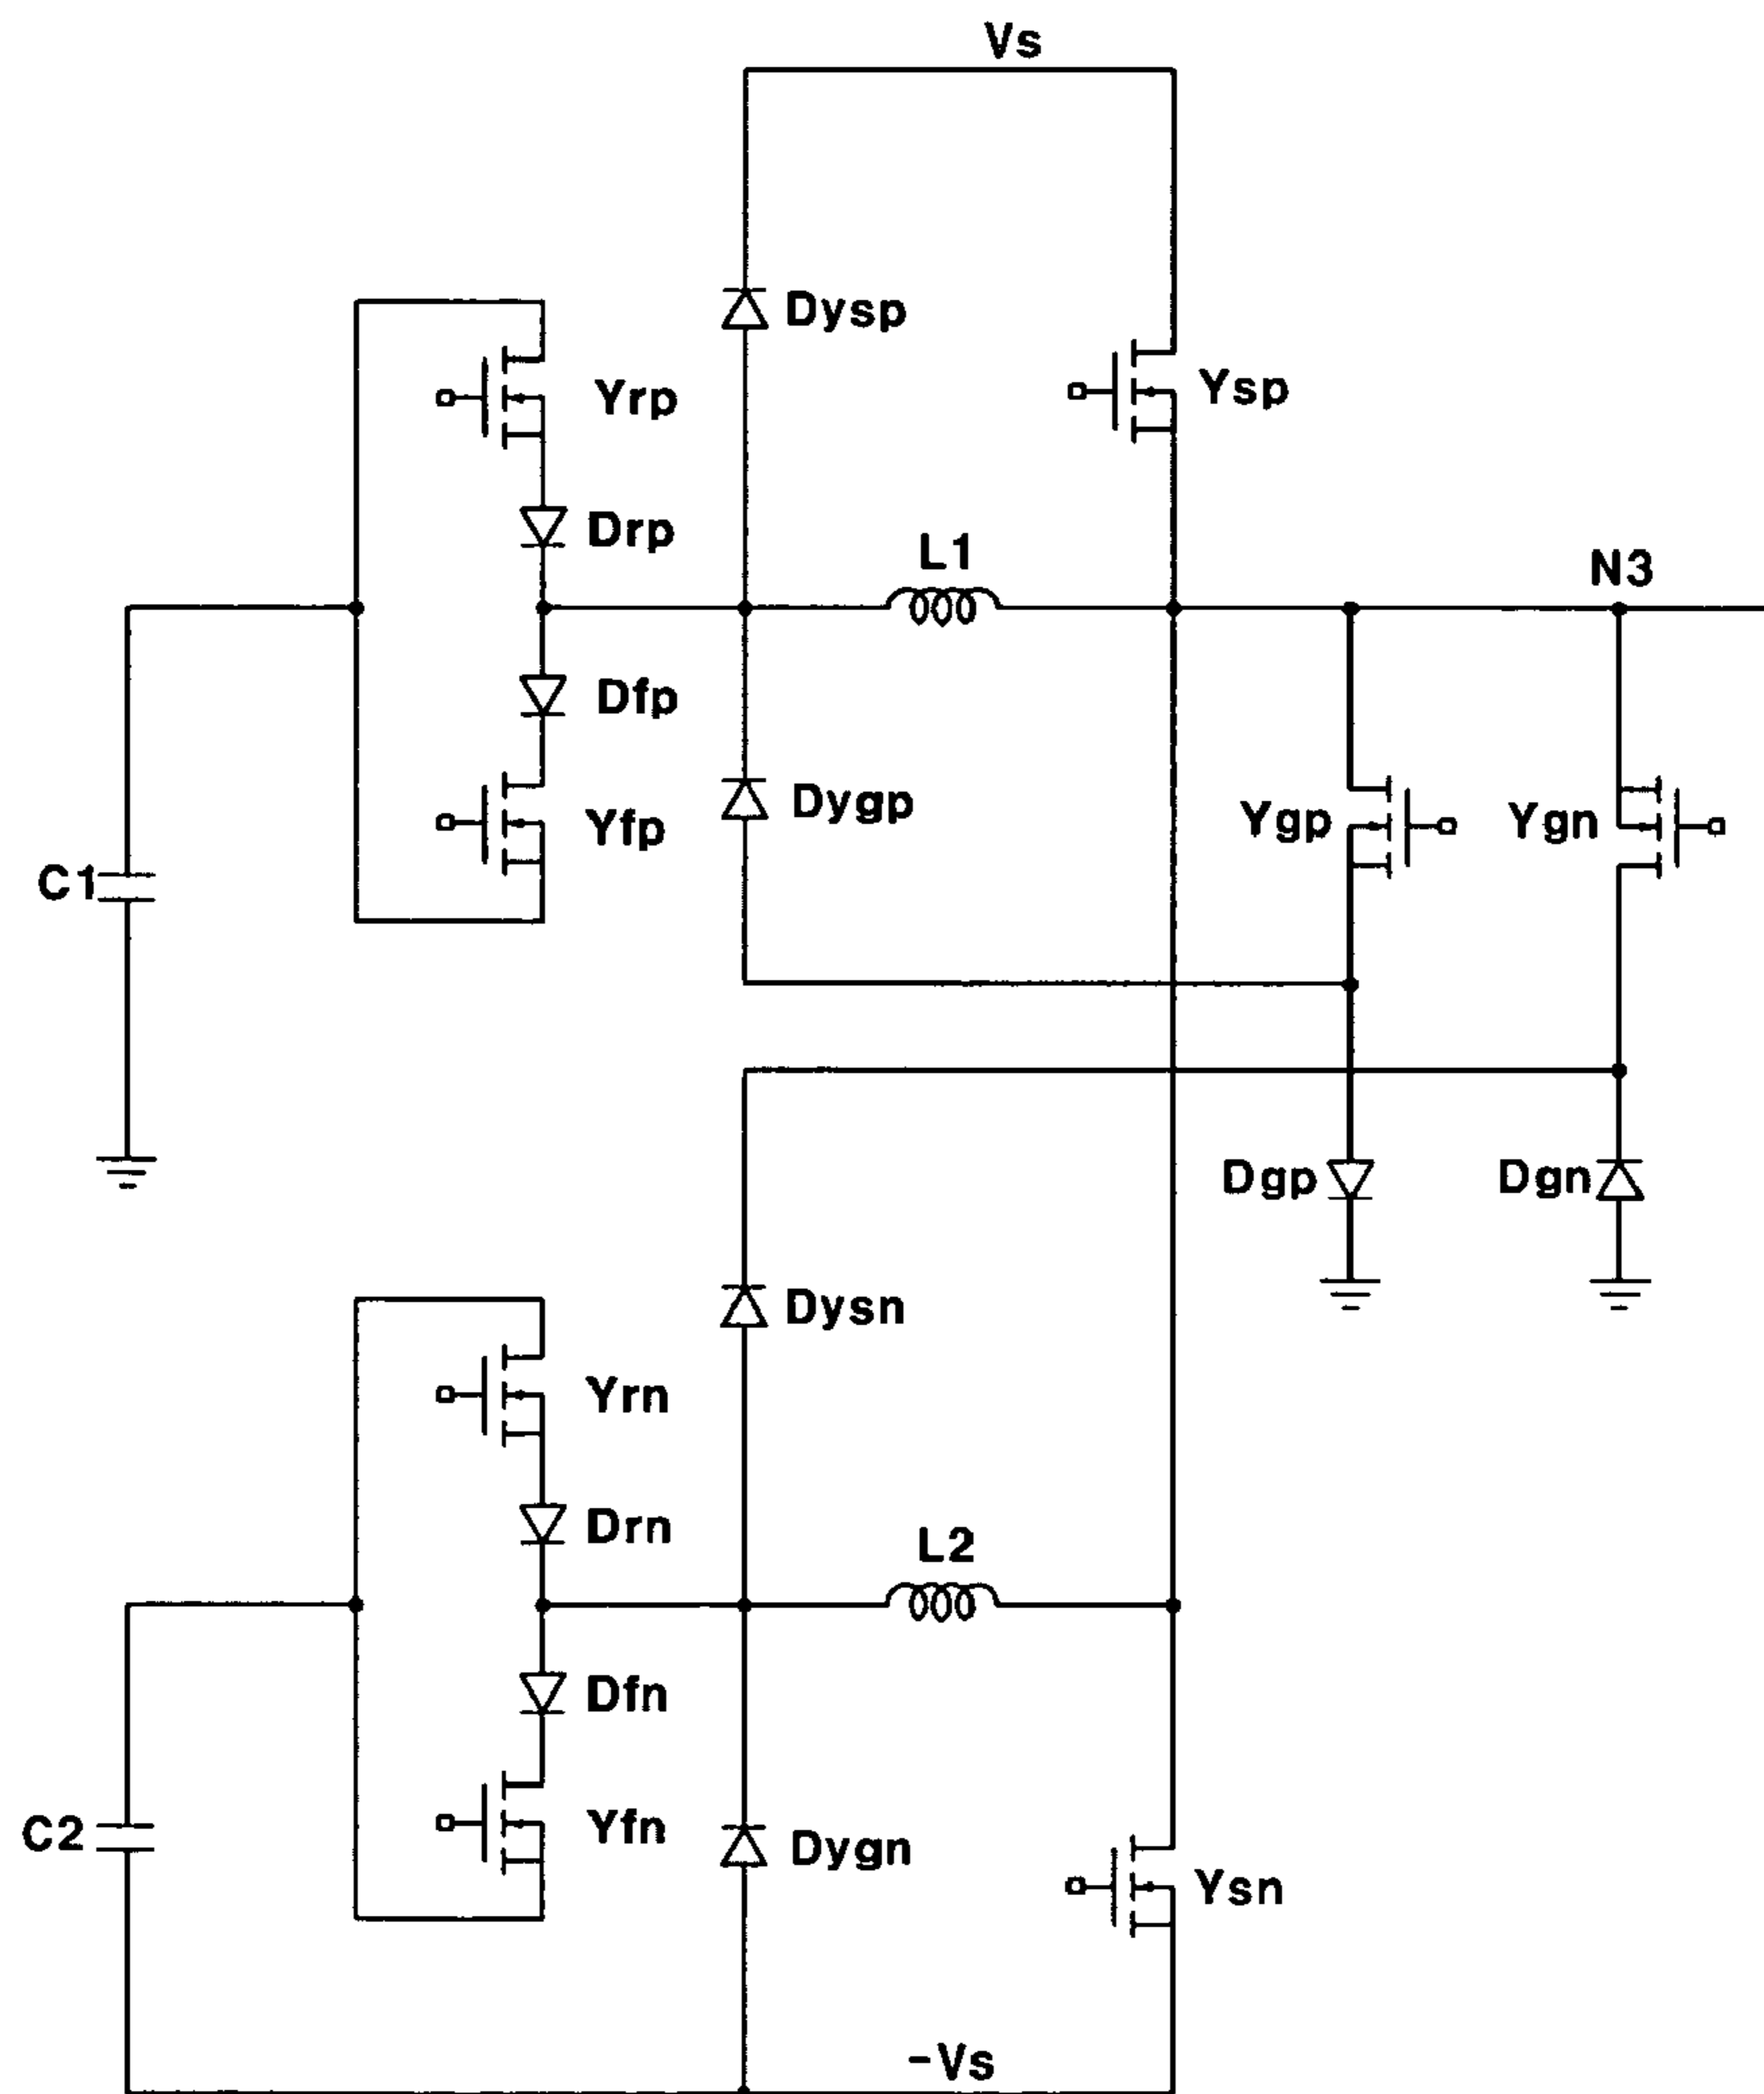 Vs
Dysp
Yrp
Ysp
Drp
L1
N3
Dfp
Yfp
Dygp
Ygp
Ygn
C1
Dgp
Dgn
Dysn
Yrn
Drn
L2
Dfn
Yfn
C2
Dygn
Ysn
-Vs